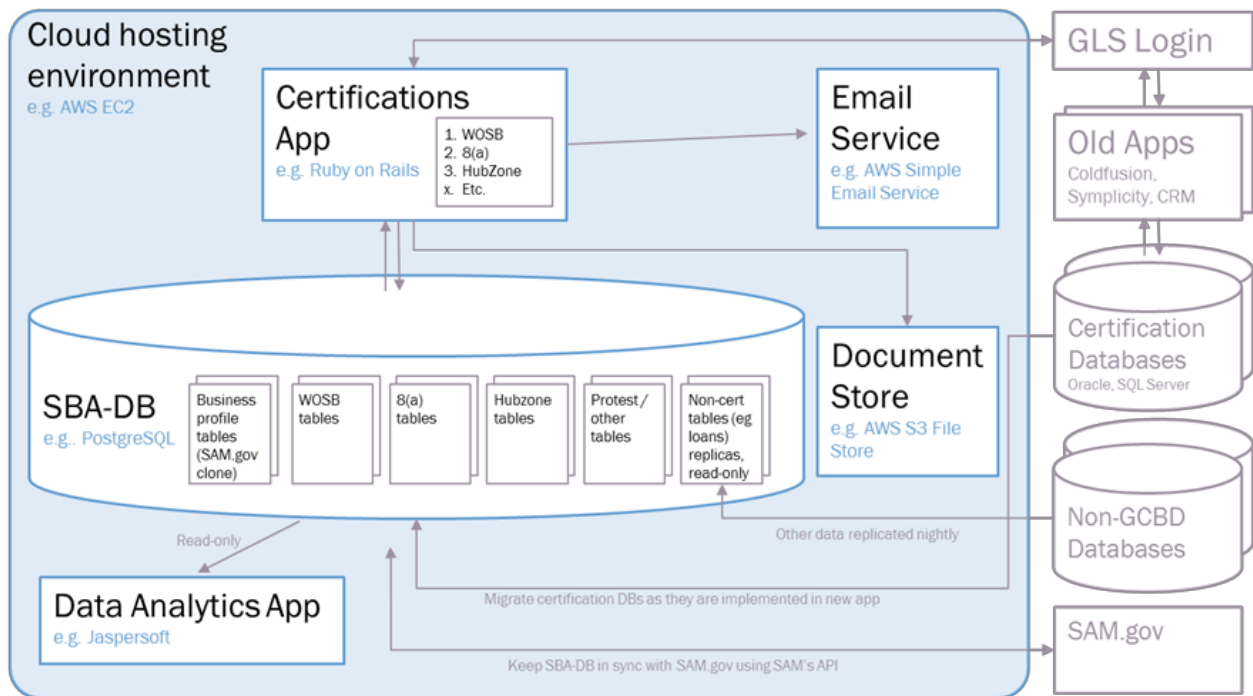 Cloud hosting
environment
e.g. AWS EC2
Certifications
App
e.g. Ruby on Rails
1. WOSB
2. 8(a)
3. HubZone
x. Etc.
Email
Service
e.g. AWS Simple
Email Service
GLS Login
Old Apps
Coldfusion,
Symplicity, CRM
SBA-DB
e.g.. PostgreSQL
Business
profile
tables
(SAM.gov
clone)
WOSB
tables
8(a)
tables
Hubzone
tables
Protest/
other
tables
Non-cert
tables (eg
loans)
replicas,
read-only
Document
Store
e.g. AWS S3 File
Store
Certification
Databases
Oracle, SQL Server
Non-GCBD
Databases
Read-only
Other data replicated nightly
Data Analytics App
e.g. Jaspersoft
Migrate certification DBs as they are implemented in new app
Keep SBA-DB in sync with SAM.gov using SAM's API
SAM.gov